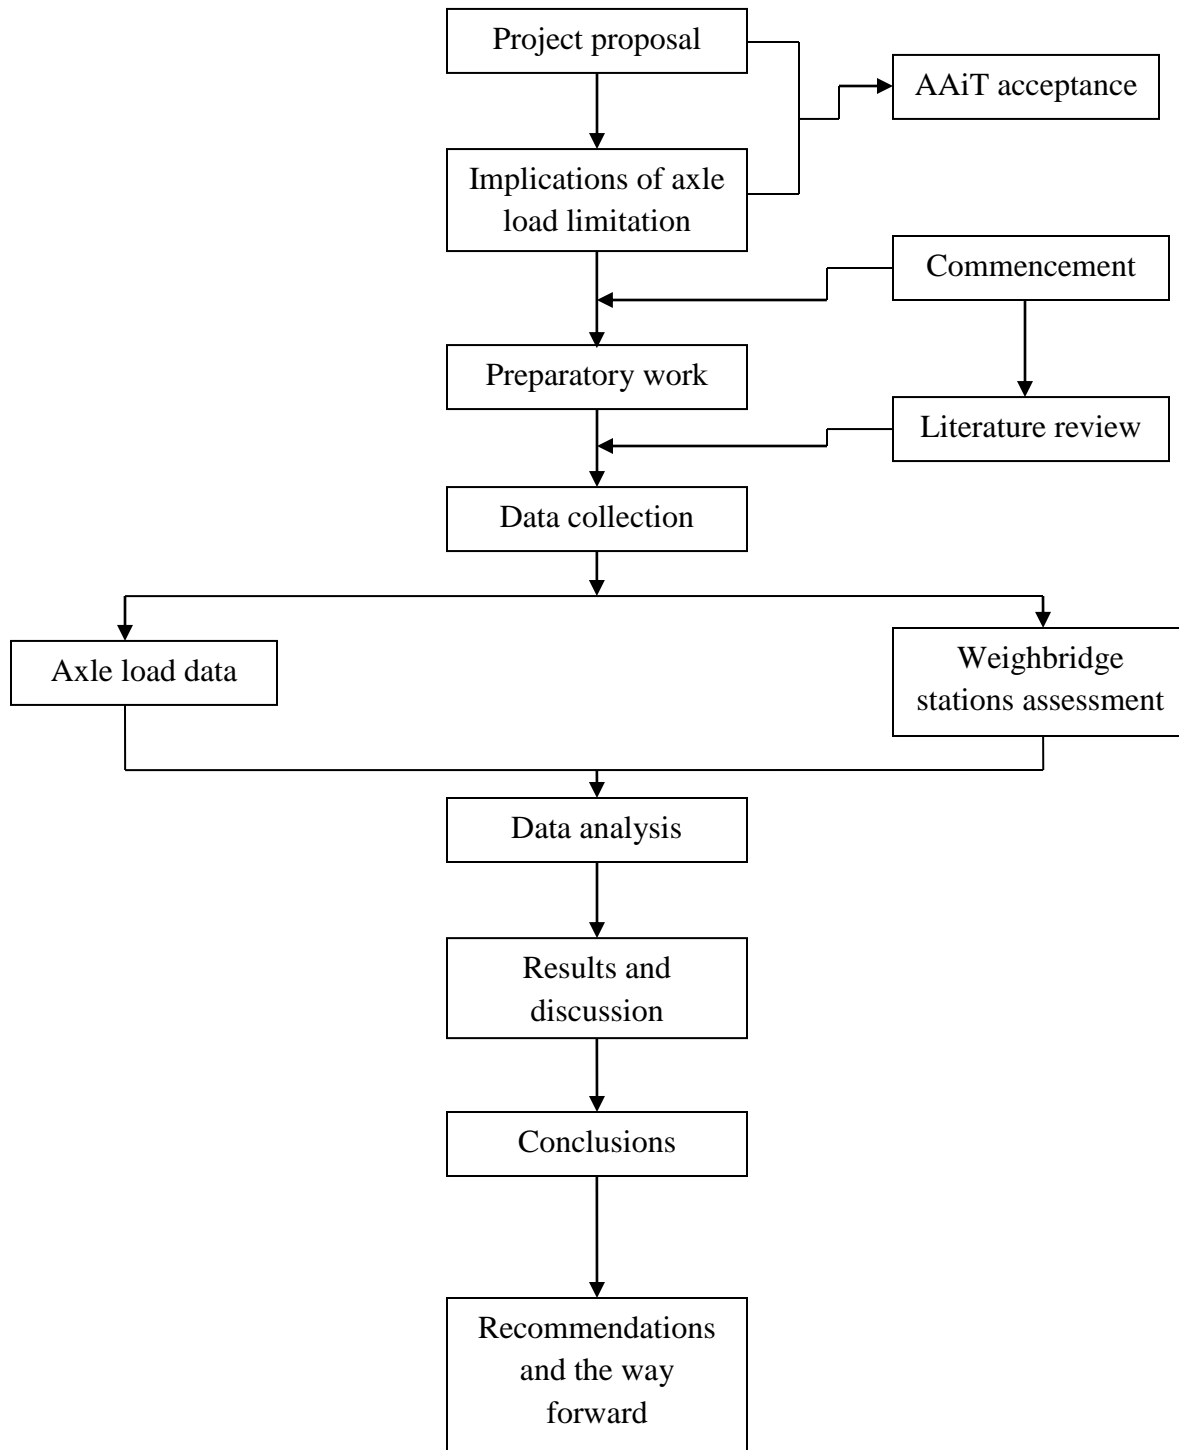 Project proposal
AAiT acceptance
Implications of axle
load limitation
Commencement
Preparatory work
Literature review
Data collection
Axle load data
Weighbridge
stations assessment
Data analysis
Results and
discussion
Conclusions
Recommendations
and the way
forward